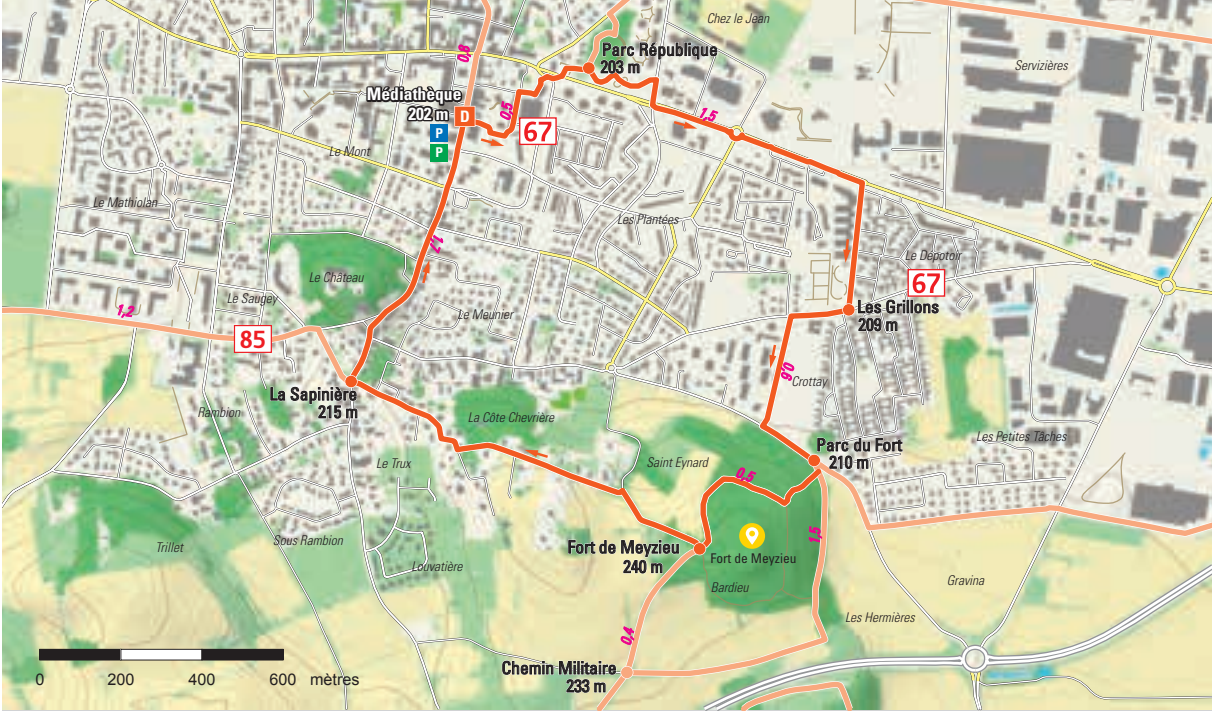 Chez le Jean
0,8
Parc République
203 m
Servizières
Médiathèque
202 m
D
P
P
0,5
67
1,5
Le Mont
Le Mathiolan
Les Plantées
1,7
Le Dépotoir
67
Le Château
Le Saugey
1,2
85
Le Meunier
Les Grillons
209 m
0,6
Crottay
La Sapinière
215 m
Rambion
La Côte Chevrière
Le Trux
Saint Eynard
0,5
Parc du Fort
210 m
Les Petites Tâches
1,5
Trillet
Sous Rambion
Louvatière
Fort de Meyzieu
240 m
Fort de Meyzieu
Bardieu
Gravina
Les Hermières
0,4
Chemin Militaire
233 m
0 200 400 600 mètres